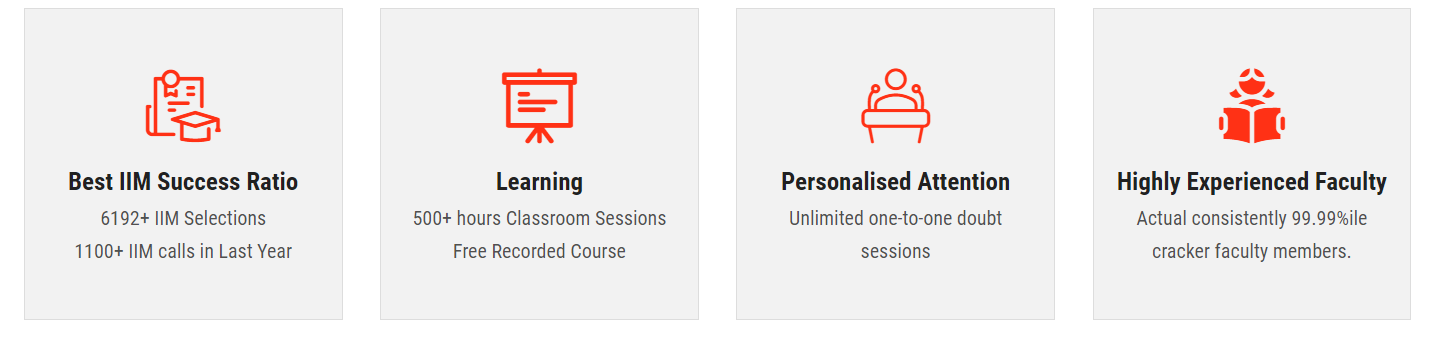 Best IIM Success Ratio
6192+ IIM Selections
1100+ IIM calls in Last Year
Learning
500+ hours Classroom Sessions
Free Recorded Course
Personalised Attention
Unlimited one-to-one doubt
sessions
Highly Experienced Faculty
Actual consistently 99.99%ile
cracker faculty members.